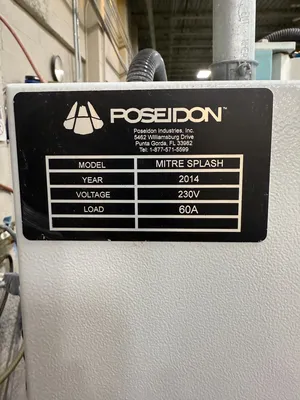 POSEIDON™
Poseidon Industries, Inc.
5462 Williamsburg Drive
Punta Gorda, FL 33982
Tel: 1-877-571-5599
MODEL MITRE SPLASH
YEAR 2014
VOLTAGE 230V
LOAD 60A